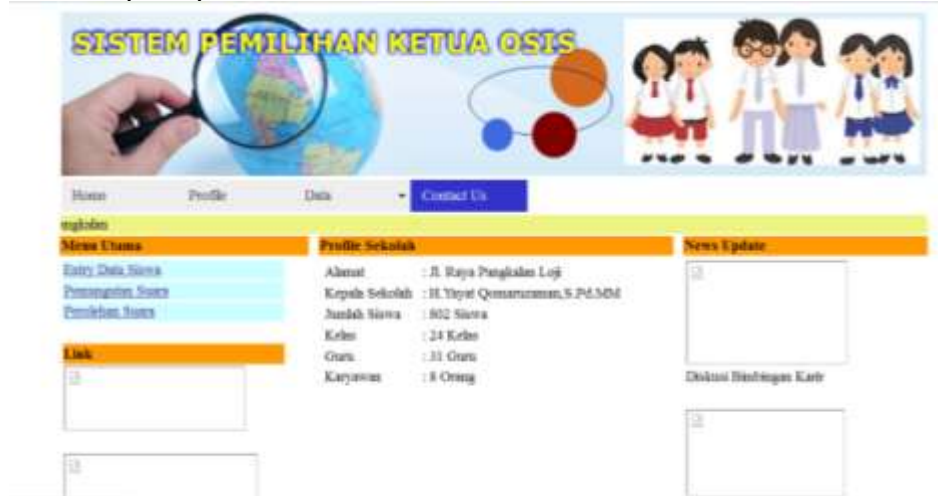 SISTEM PEMILIHAN KETUA OSIS
Home Profile Data Contact Us
Menu Utama
Entry Data Siswa
Pemungutan Suara
Perolehan Suara
Link
Profile Sekolah
Alamat : Jl. Raya Pangkalan Loji
Kepala Sekolah : H. Yayat Qomaruzaman, S.Pd.MM
Jumlah Siswa : 802 Siswa
Kelas : 24 Kelas
Guru : 31 Guru
Karyawan : 8 Orang
News Update
Diskusi Bimbingan Karir